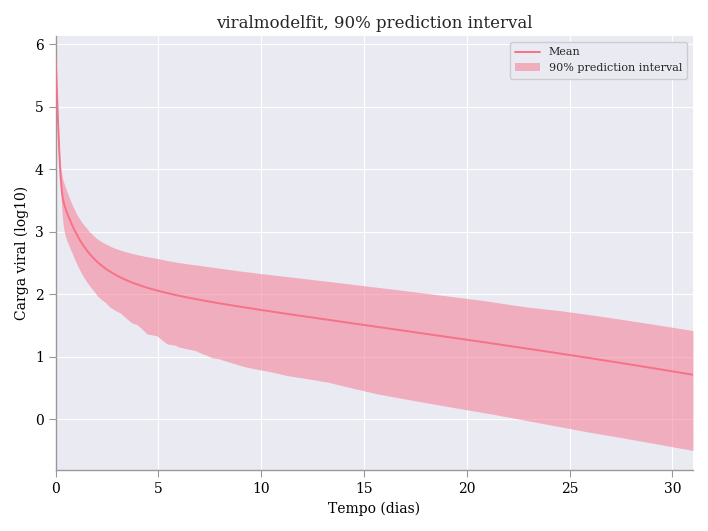 viralmodelfit, 90% prediction interval
Mean
90% prediction interval
Carga viral (log10)
6
5
4
3
2
1
0
0 5 10 15 20 25 30
Tempo (dias)